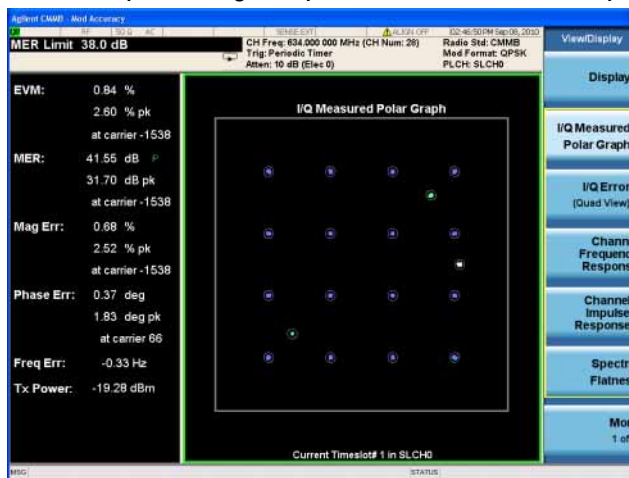 Agilent CMMB - Mod Accuracy
RF 50 Ω AC SENSE:EXT ALIGN OFF 02:46:50 PM Sep 08, 2010
MER Limit 38.0 dB
CH Freq: 634.000 000 MHz (CH Num: 28) Radio Std: CMMB
Trig: Periodic Timer Mod Format: QPSK
Atten: 10 dB (Elec 0) PLCH: SLCH0
EVM: 0.84 %
2.60 % pk
at carrier -1538
MER: 41.55 dB P
31.70 dB pk
at carrier -1538
Mag Err: 0.68 %
2.52 % pk
at carrier -1538
Phase Err: 0.37 deg
1.83 deg pk
at carrier 66
Freq Err: -0.33 Hz
Tx Power: -19.28 dBm
I/Q Measured Polar Graph
Current Timeslot# 1 in SLCH0
View/Display
Display
I/Q Measured
Polar Graph
I/Q Error
(Quad View)
Chann
Frequenc
Respons
Channel
Impulse
Response
Spectr
Flatnes
Mo
1 of
MSG STATUS